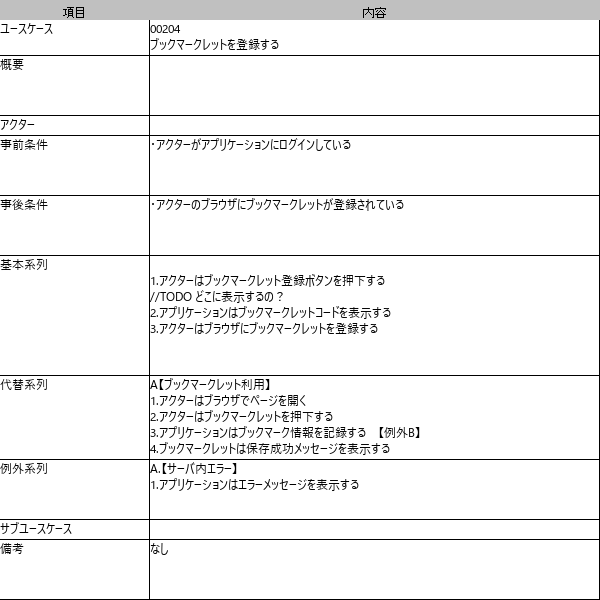 項目 内容
ユースケース 00204
ブックマークレットを登録する
概要
アクター
事前条件 ・アクターがアプリケーションにログインしている
事後条件 ・アクターのブラウザにブックマークレットが登録されている
基本系列
1.アクターはブックマークレット登録ボタンを押下する
//TODO どこに表示するの？
2.アプリケーションはブックマークレットコードを表示する
3.アクターはブラウザにブックマークレットを登録する
代替系列 A【ブックマークレット利用】
1.アクターはブラウザでページを開く
2.アクターはブックマークレットを押下する
3.アプリケーションはブックマーク情報を記録する 【例外B】
4.ブックマークレットは保存成功メッセージを表示する
例外系列 A.【サーバ内エラー】
1.アプリケーションはエラーメッセージを表示する
サブユースケース
備考 なし